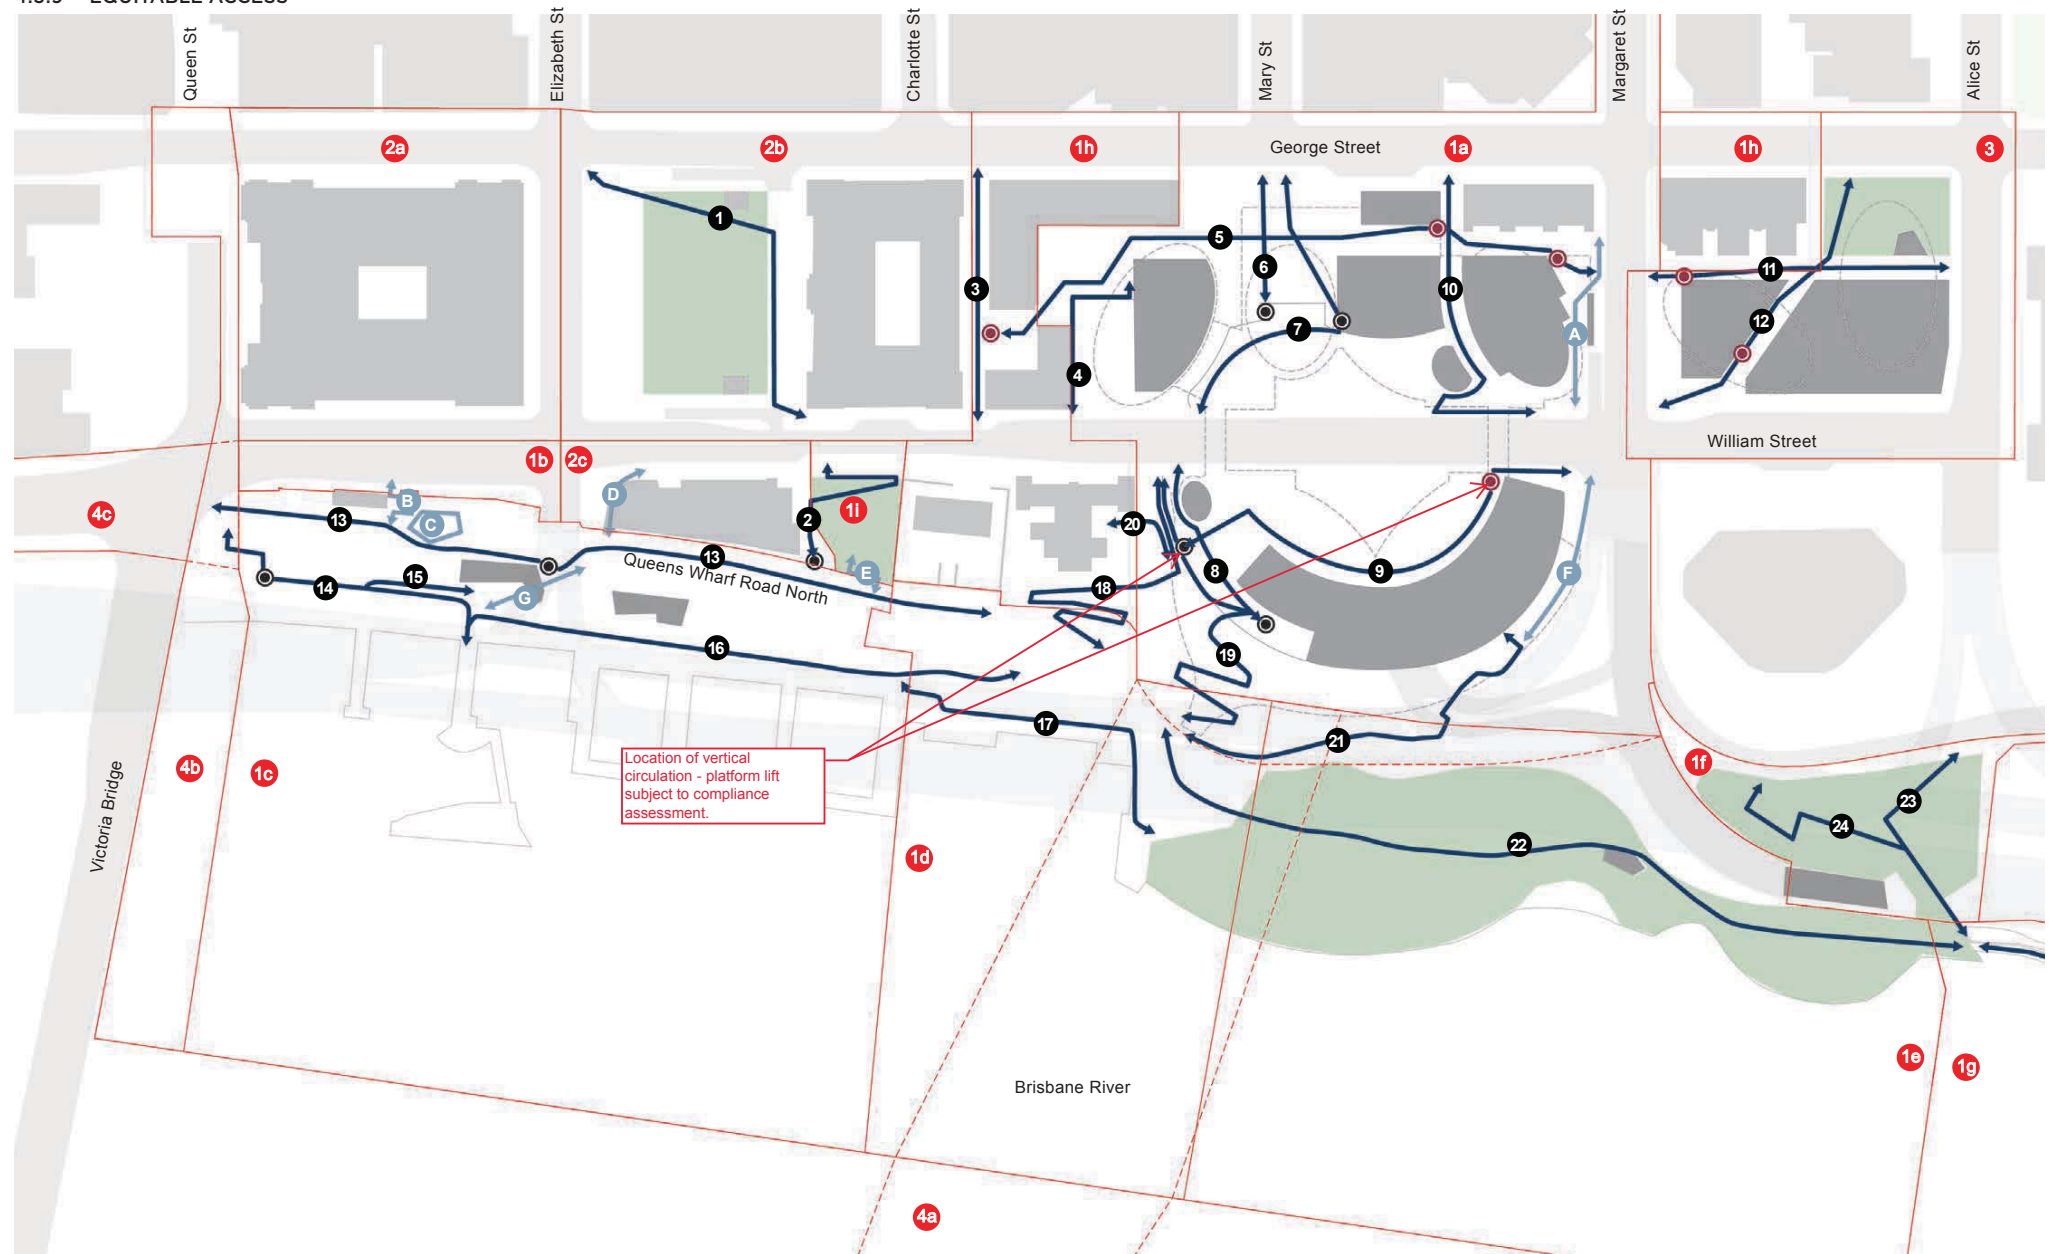 Queen St
Elizabeth St
Charlotte St
Mary St
Margaret St
Alice St
2a
2b
1h
George Street
1a
1h
3
1
5
6
3
10
11
12
7
A
4
William Street
1b
2c
4c
B
C
D
13
2
1i
20
13
Queens Wharf Road North
E
15
14
G
18
8
9
F
16
19
17
21
Location of vertical
circulation - platform lift
subject to compliance
assessment.
4b
1c
Victoria Bridge
1f
23
24
22
1d
Brisbane River
1e
1g
4a